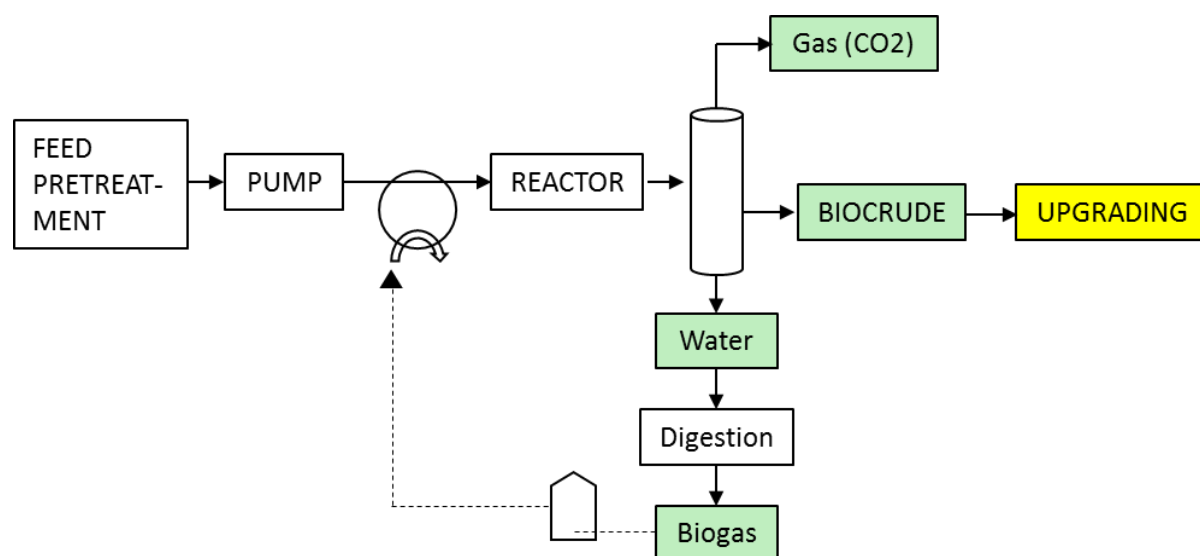 Gas (CO2)
FEED
PRETREAT-
MENT
PUMP
REACTOR
BIOCRUDE
UPGRADING
Water
Digestion
Biogas